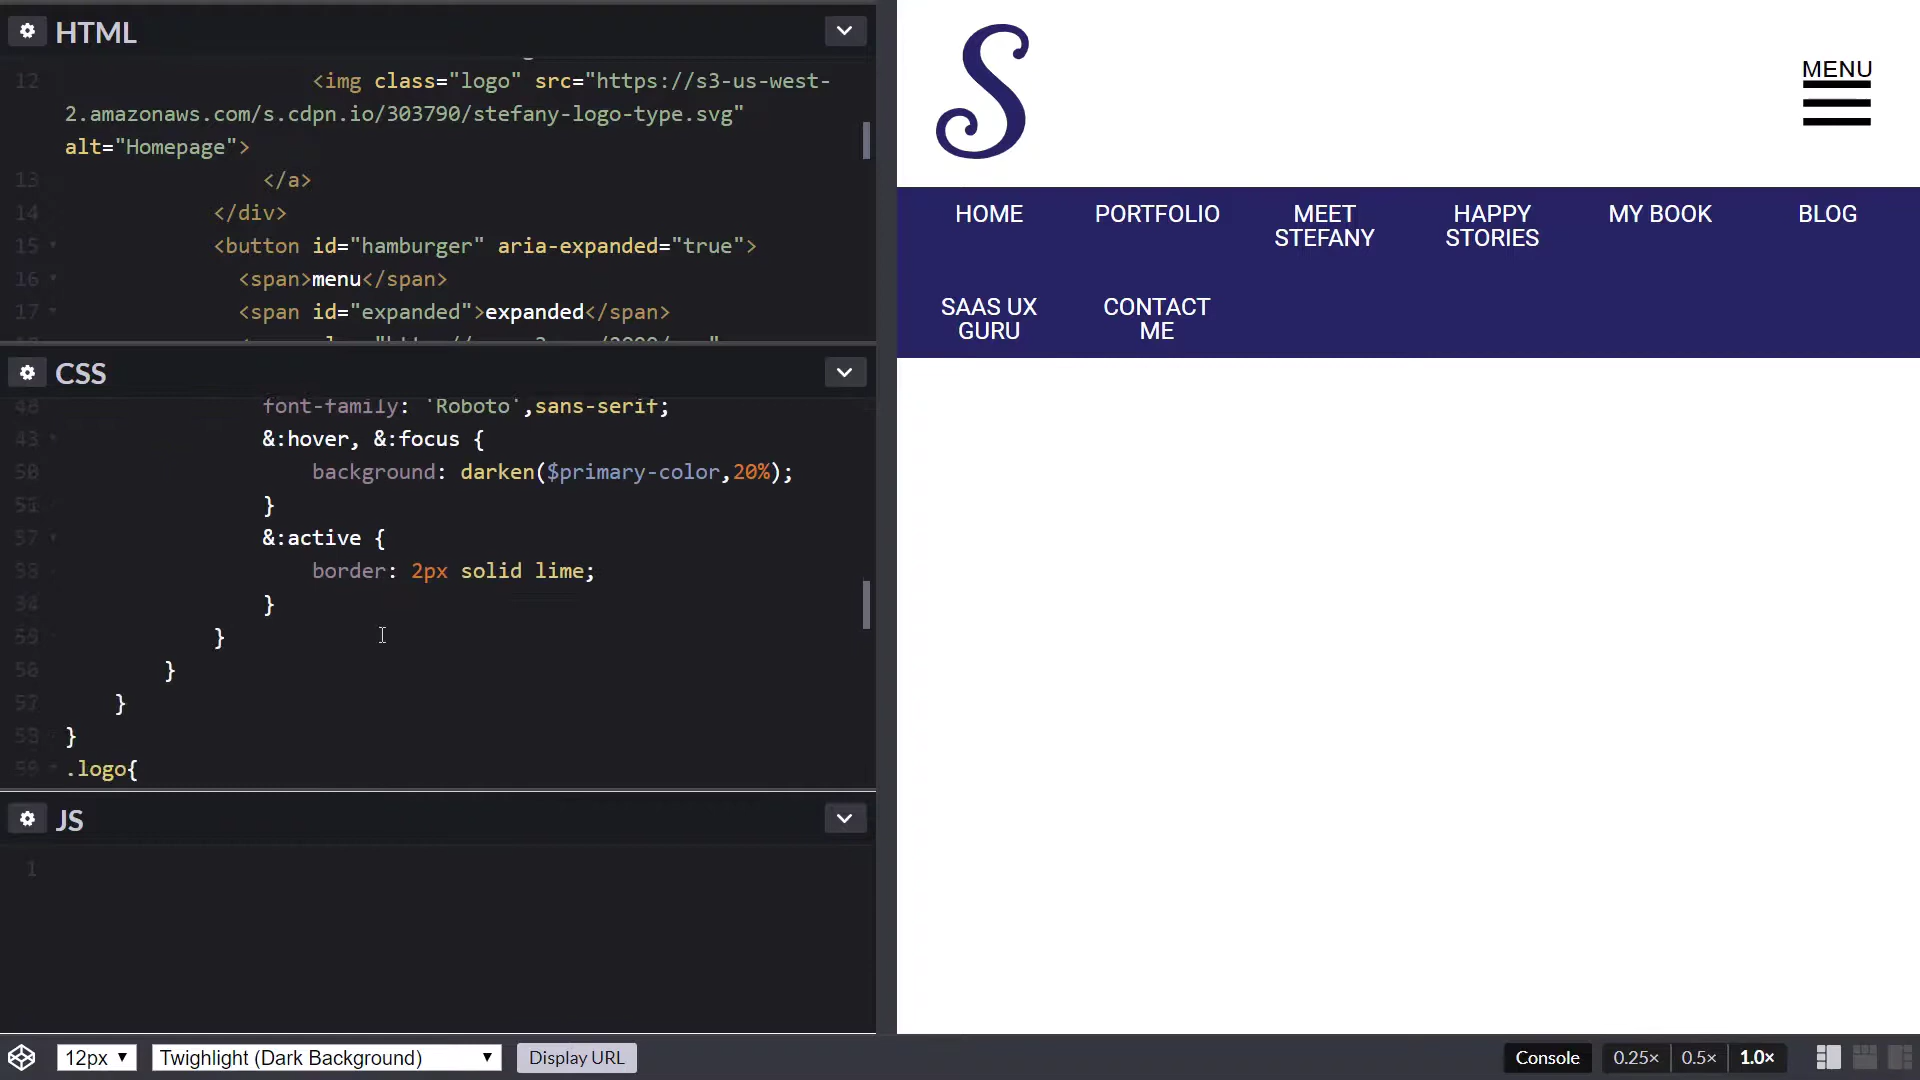 HTML
12 <img class="logo" src="https://s3-us-west-
2.amazonaws.com/s.cdpn.io/303790/stefany-logo-type.svg"
alt="Homepage">
13 </a>
14 </div>
15 <button id="hamburger" aria-expanded="true">
16 <span>menu</span>
17 <span id="expanded">expanded</span>
CSS
font-family: 'Roboto',sans-serif;
&:hover, &:focus {
background: darken($primary-color,20%);
}
&:active {
border: 2px solid lime;
}
}
}
}
}
.logo{
JS
1
12px
Twighlight (Dark Background)
Display URL
S
MENU
HOME PORTFOLIO MEET STEFANY HAPPY STORIES MY BOOK BLOG
SAAS UX GURU CONTACT ME
Console
0.25× 0.5× 1.0×